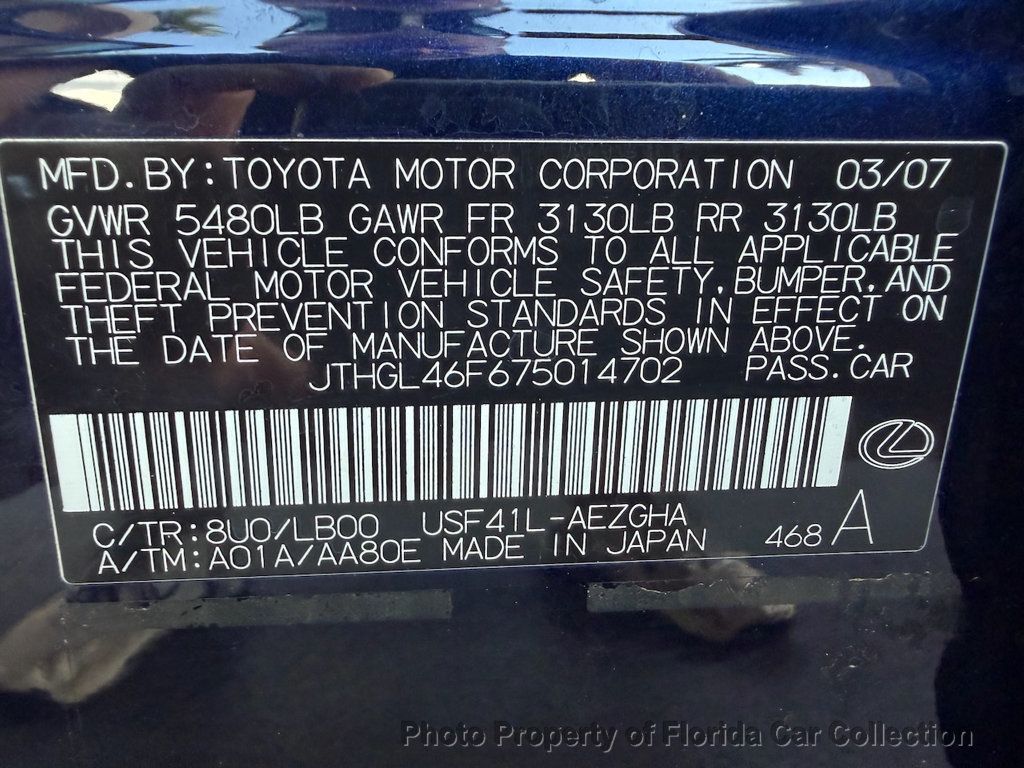 MFD.BY:TOYOTA MOTOR CORPORATION 03/07
GVWR 5480LB GAWR FR 3130LB RR 3130LB
THIS VEHICLE CONFORMS TO ALL APPLICABLE
FEDERAL MOTOR VEHICLE SAFETY,BUMPER,AND
THEFT PREVENTION STANDARDS IN EFFECT ON
THE DATE OF MANUFACTURE SHOWN ABOVE.
JTHGL46F675014702 PASS.CAR
C/TR:8U0/LB00 USF41L-AEZGHA
A/TM:A01A/AA80E MADE IN JAPAN 468 A
Photo Property of Florida Car Collection